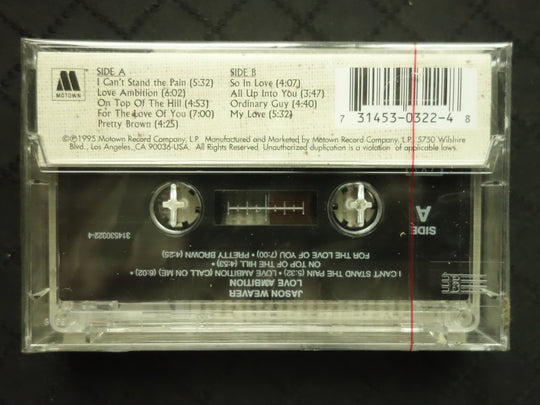 SIDE A
I Can't Stand the Pain (5:32)
Love Ambition (6:02)
On Top Of The Hill (4:53)
For The Love Of You (7:00)
Pretty Brown (4:25)
SIDE B
So In Love (4:07)
All Up Into You (3:47)
Ordinary Guy (4:40)
My Love (5:32)
M
MOTOWN
7 31453-0322-4 8
©℗1995 Motown Record Company, L.P. Manufactured and Marketed by Motown Record Company, L.P., 5750 Wilshire
Blvd., Los Angeles, CA 90036-USA. All Rights Reserved. Unauthorized duplication is a violation of applicable laws.
JASON WEAVER
LOVE AMBITION
I CAN'T STAND THE PAIN (5:32) • LOVE AMBITION (CALL ON ME) (6:02) •
ON TOP OF THE HILL (4:53) •
FOR THE LOVE OF YOU (7:00) • PRETTY BROWN (4:25)
SIDE
A
314530322-4